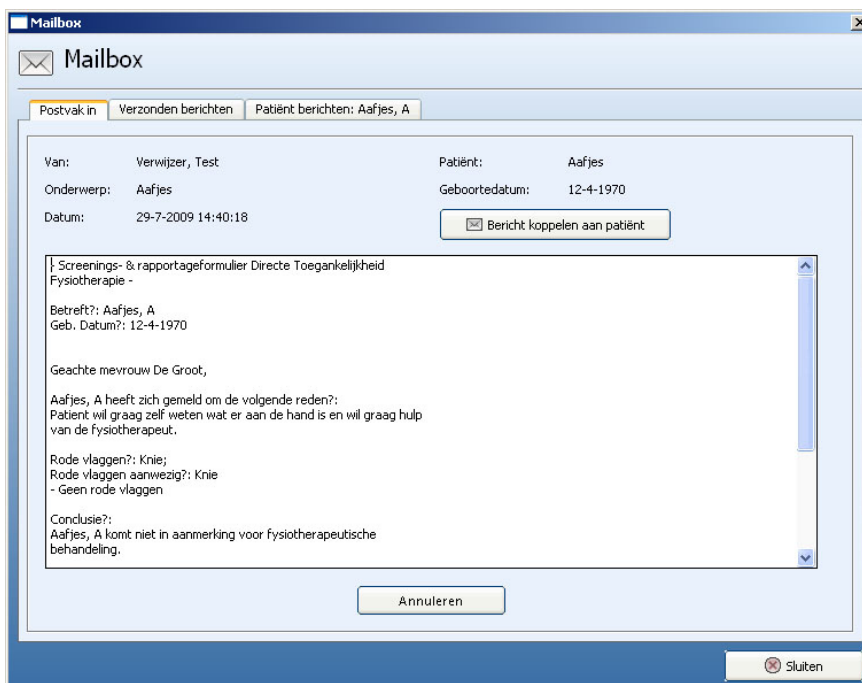 Mailbox
Mailbox
Postvak in Verzonden berichten Patiënt berichten: Aafjes, A
Van: Verwijzer, Test Patiënt: Aafjes
Onderwerp: Aafjes Geboortedatum: 12-4-1970
Datum: 29-7-2009 14:40:18 Bericht koppelen aan patiënt
} Screenings- & rapportageformulier Directe Toegankelijkheid
Fysiotherapie -
Betreft?: Aafjes, A
Geb. Datum?: 12-4-1970
Geachte mevrouw De Groot,
Aafjes, A heeft zich gemeld om de volgende reden?:
Patient wil graag zelf weten wat er aan de hand is en wil graag hulp
van de fysiotherapeut.
Rode vlaggen?: Knie;
Rode vlaggen aanwezig?: Knie
- Geen rode vlaggen
Conclusie?:
Aafjes, A komt niet in aanmerking voor fysiotherapeutische
behandeling.
Annuleren
Sluiten